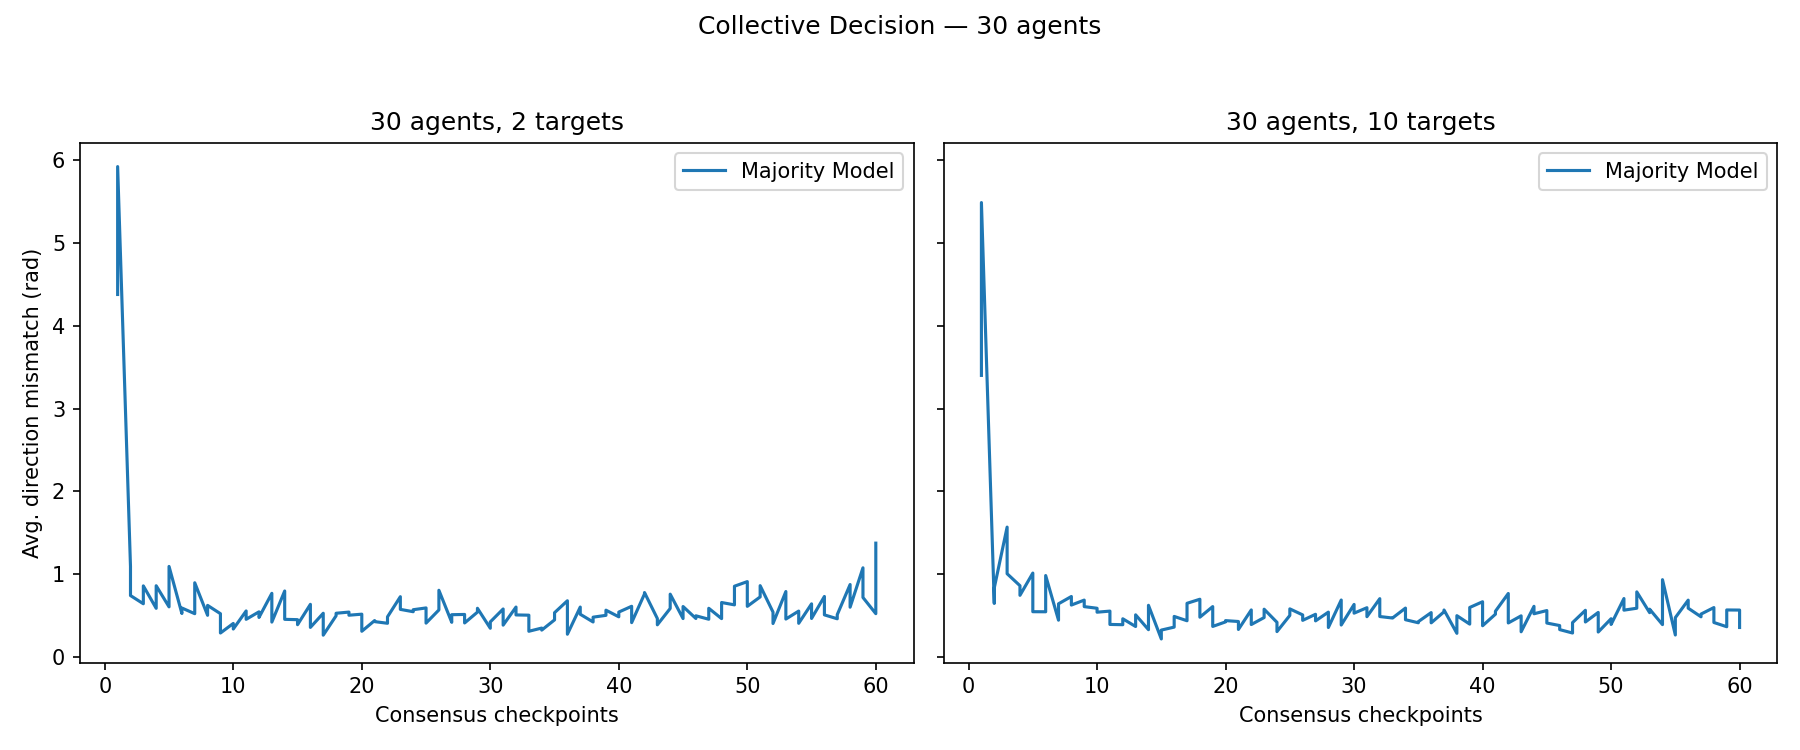 Collective Decision — 30 agents
30 agents, 2 targets
Majority Model
Avg. direction mismatch (rad)
6
5
4
3
2
1
0
0 10 20 30 40 50 60
Consensus checkpoints
30 agents, 10 targets
Majority Model
0 10 20 30 40 50 60
Consensus checkpoints